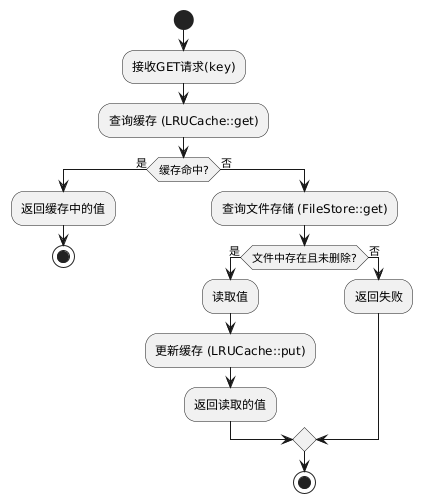 接收GET请求(key)
查询缓存 (LRUCache::get)
是
缓存命中?
否
返回缓存中的值
查询文件存储 (FileStore::get)
是
文件中存在且未删除?
否
读取值
返回失败
更新缓存 (LRUCache::put)
返回读取的值